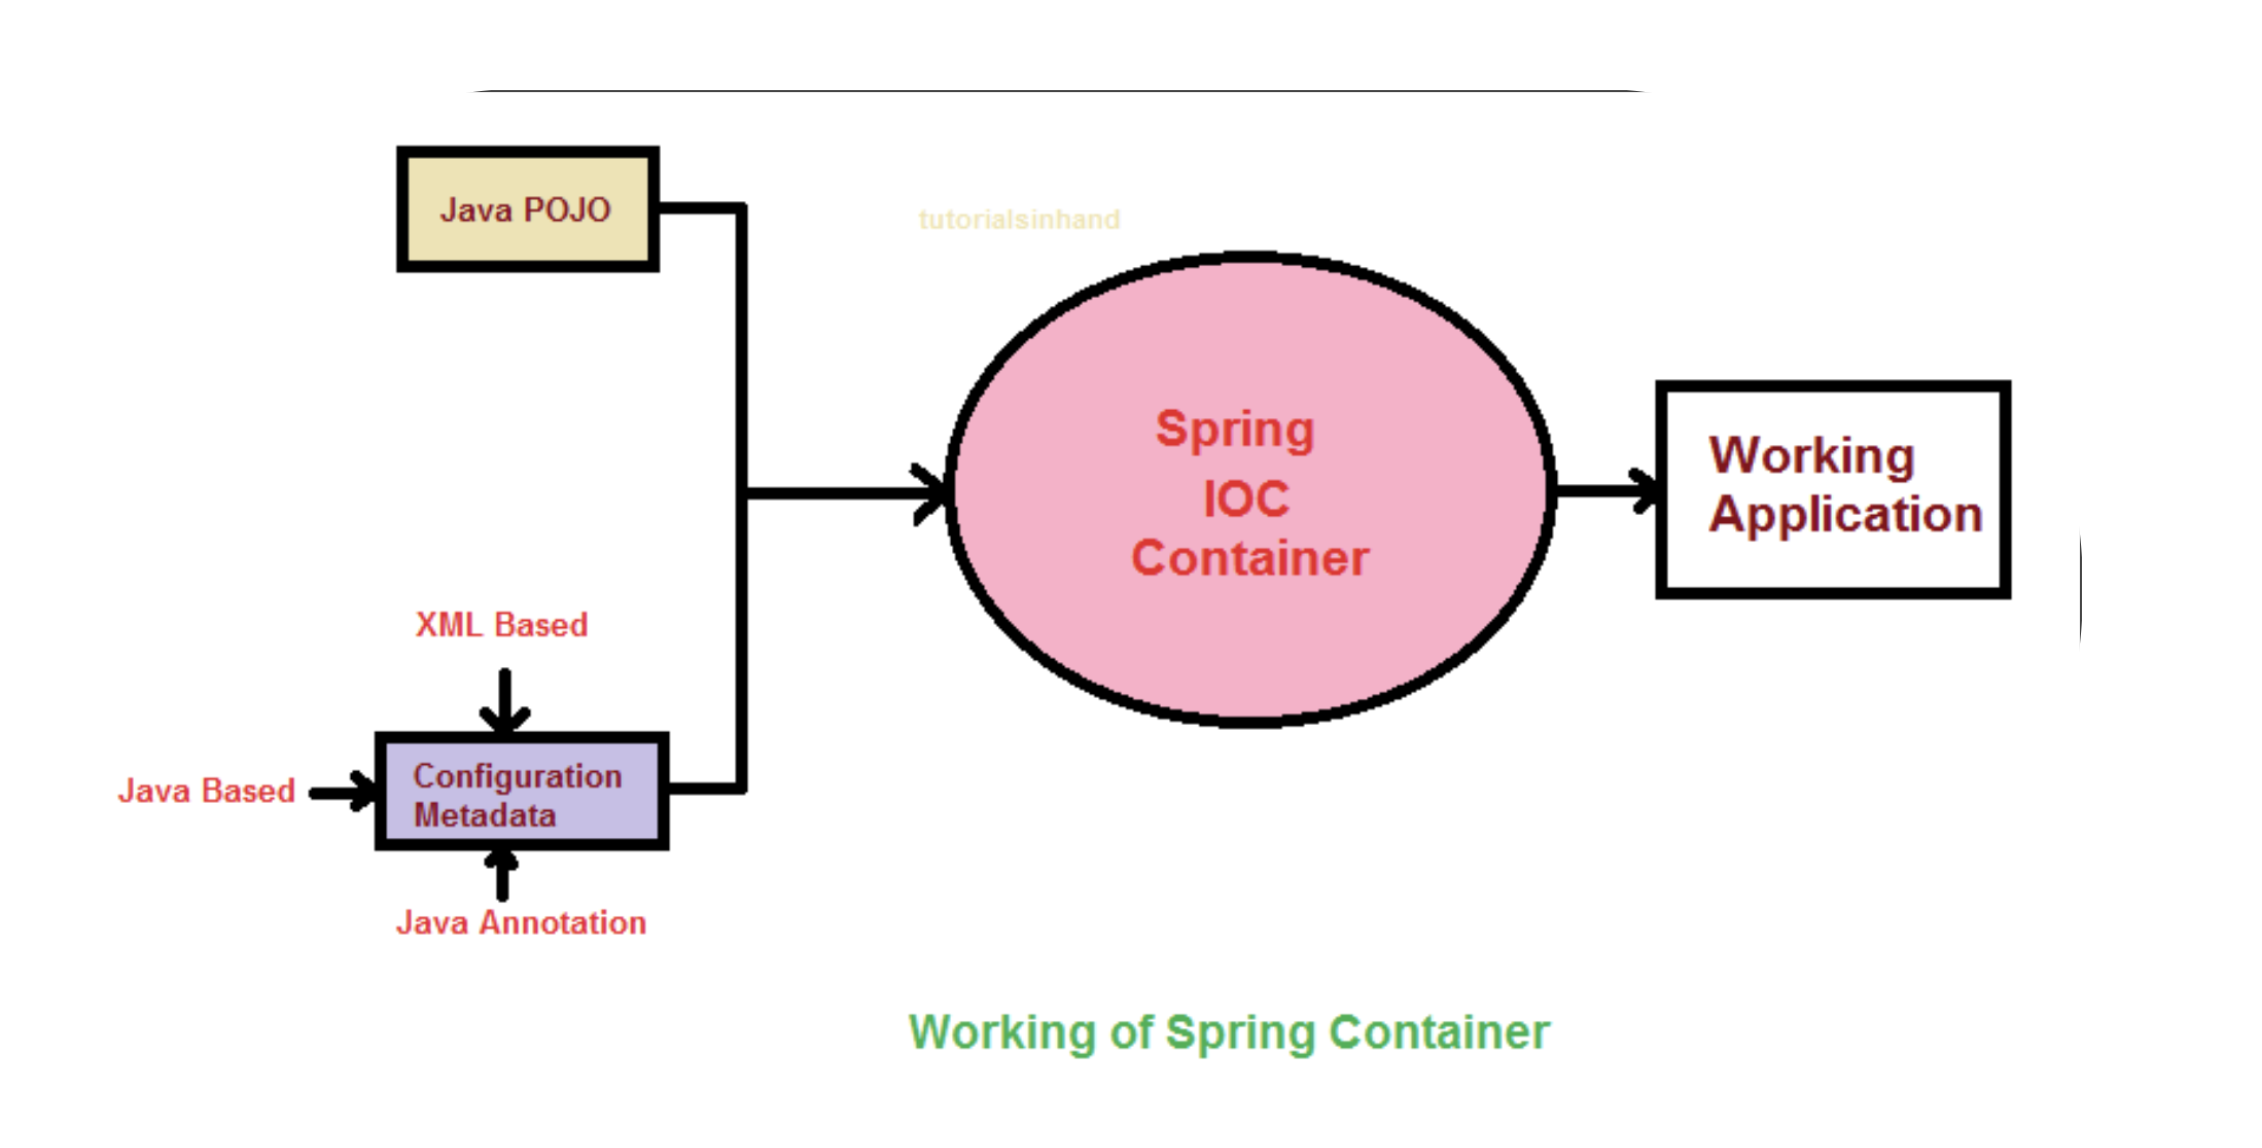 Java POJO
tutorialsinhand
Spring
IOC
Container
Working
Application
XML Based
Java Based
Configuration
Metadata
Java Annotation
Working of Spring Container